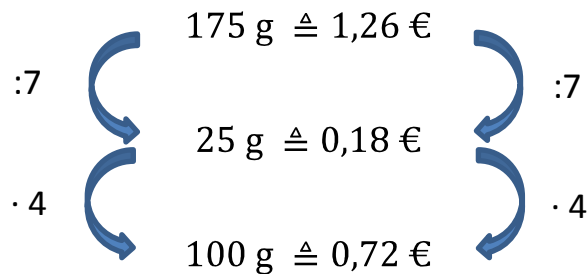 175 g ≙ 1,26 €
:7 :7
25 g ≙ 0,18 €
· 4 · 4
100 g ≙ 0,72 €